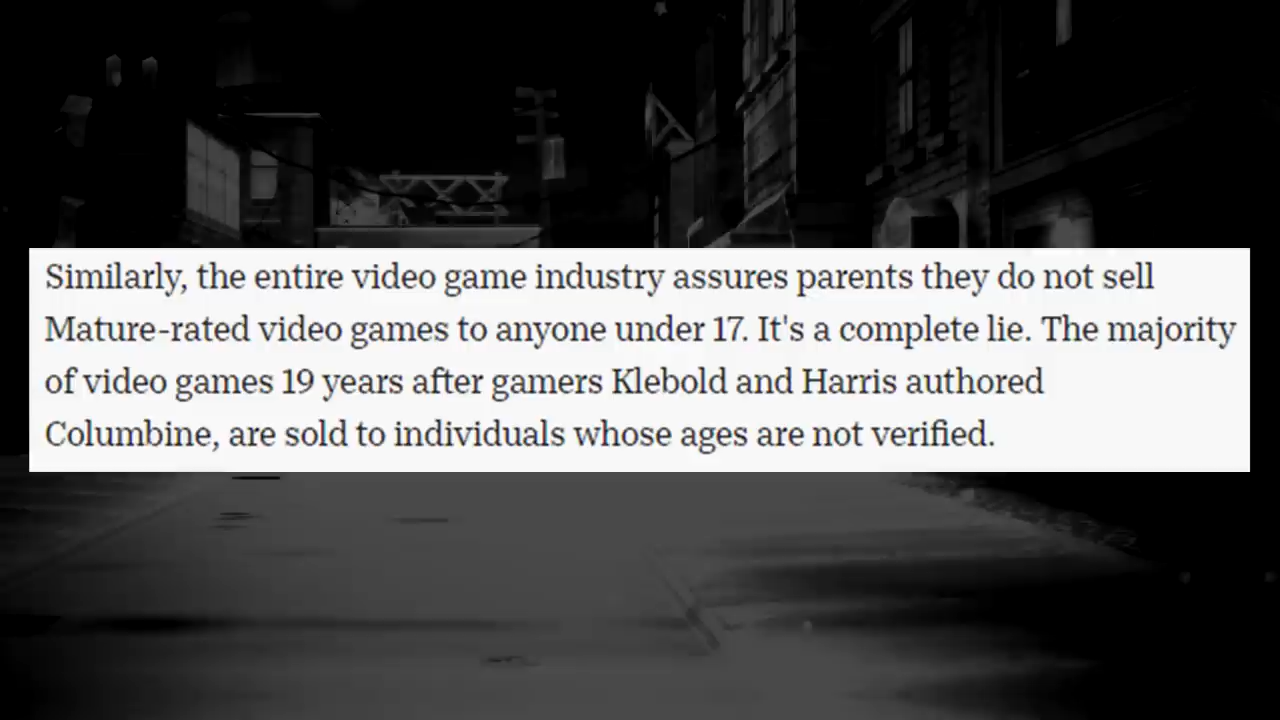 Similarly, the entire video game industry assures parents they do not sell
Mature-rated video games to anyone under 17. It's a complete lie. The majority
of video games 19 years after gamers Klebold and Harris authored
Columbine, are sold to individuals whose ages are not verified.